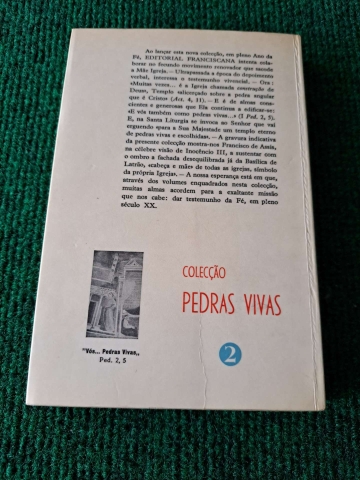 Ao lançar esta nova colecção, em pleno Ano da
Fé, EDITORIAL FRANCISCANA intenta cola-
borar no fecundo movimento renovador que sacode
a Mãe Igreja. — Ultrapassada a época do depoimento
verbal, interessa o testemunho vivencial. — Ora:
«Muitas vezes... é a Igreja chamada construção de
Deus, Templo alicerçado sobre a pedra angular
que é Cristo» (Act. 4, 11). — E é de almas cons-
cientes e generosas que Ela continua a edificar-se:
«E vós também como pedras vivas...» (I Ped. 2, 5).
E, na Santa Liturgia se invoca ao Senhor que vai
erguendo «para a Sua Majestade um templo eterno
de pedras vivas e escolhidas». — A gravura indicativa
da presente colecção mostra-nos Francisco de Assis,
na célebre visão de Inocêncio III, a sustentar com
o ombro a fachada desequilibrada já da Basílica de
Latrão, «cabeça e mãe» de todas as igrejas, símbolo
da própria Igreja». — A nossa esperança está em que,
através dos volumes enquadrados nesta colecção,
muitas almas acordem para a exaltante missão
que nos cabe: dar testemunho da Fé, em pleno
século XX.
COLECÇÃO
PEDRAS VIVAS
2
"Vós... Pedras Vivas„
Ped. 2, 5